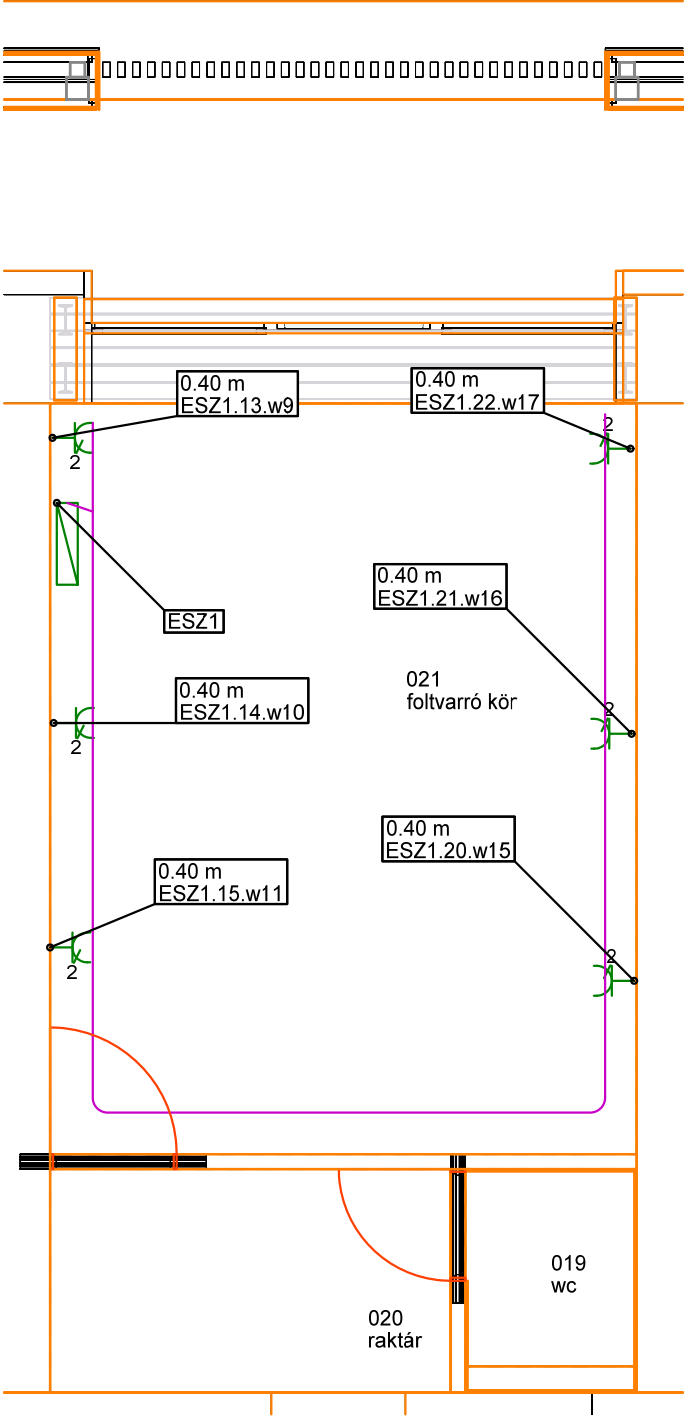 0.40 m
ESZ1.13.w9
0.40 m
ESZ1.22.w17
2
2
ESZ1
0.40 m
ESZ1.21.w16
0.40 m
ESZ1.14.w10
021
foltvarró kör
2
2
0.40 m
ESZ1.20.w15
0.40 m
ESZ1.15.w11
2
2
019
wc
020
raktár